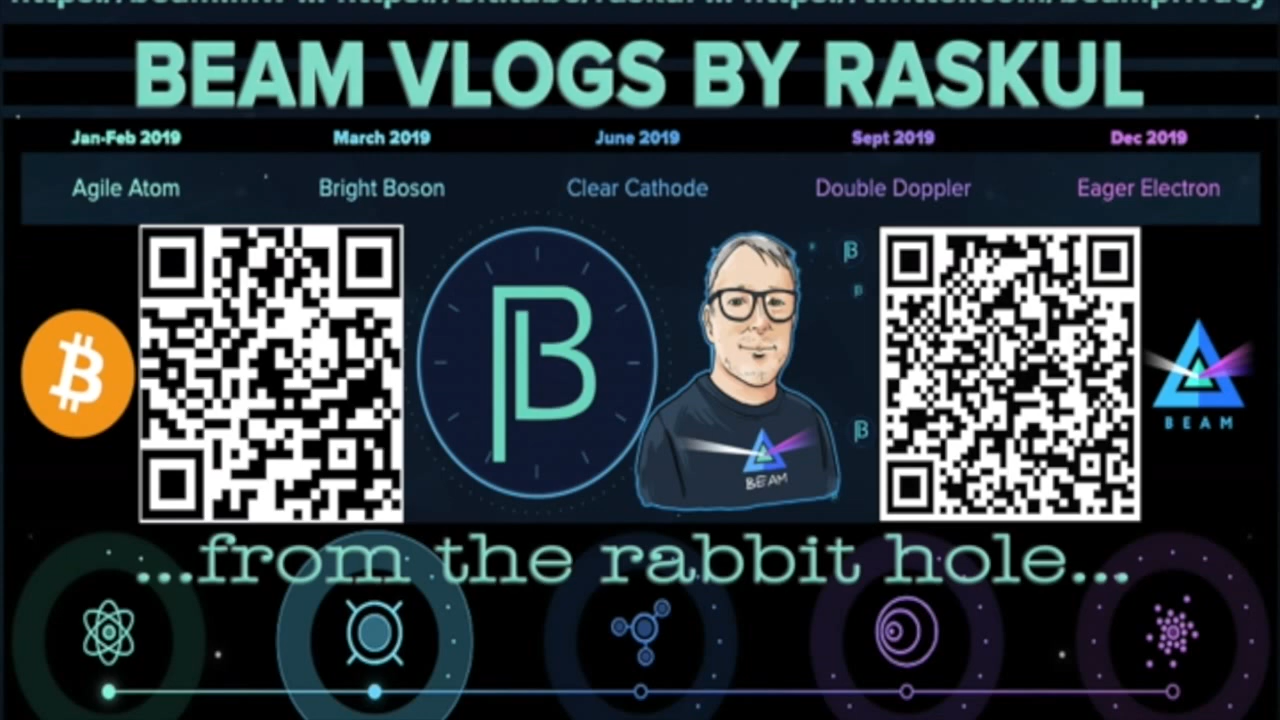 BEAM VLOGS BY RASKUL
Jan-Feb 2019 March 2019 June 2019 Sept 2019 Dec 2019
Agile Atom Bright Boson Clear Cathode Double Doppler Eager Electron
BEAM
BEAM
...from the rabbit hole...